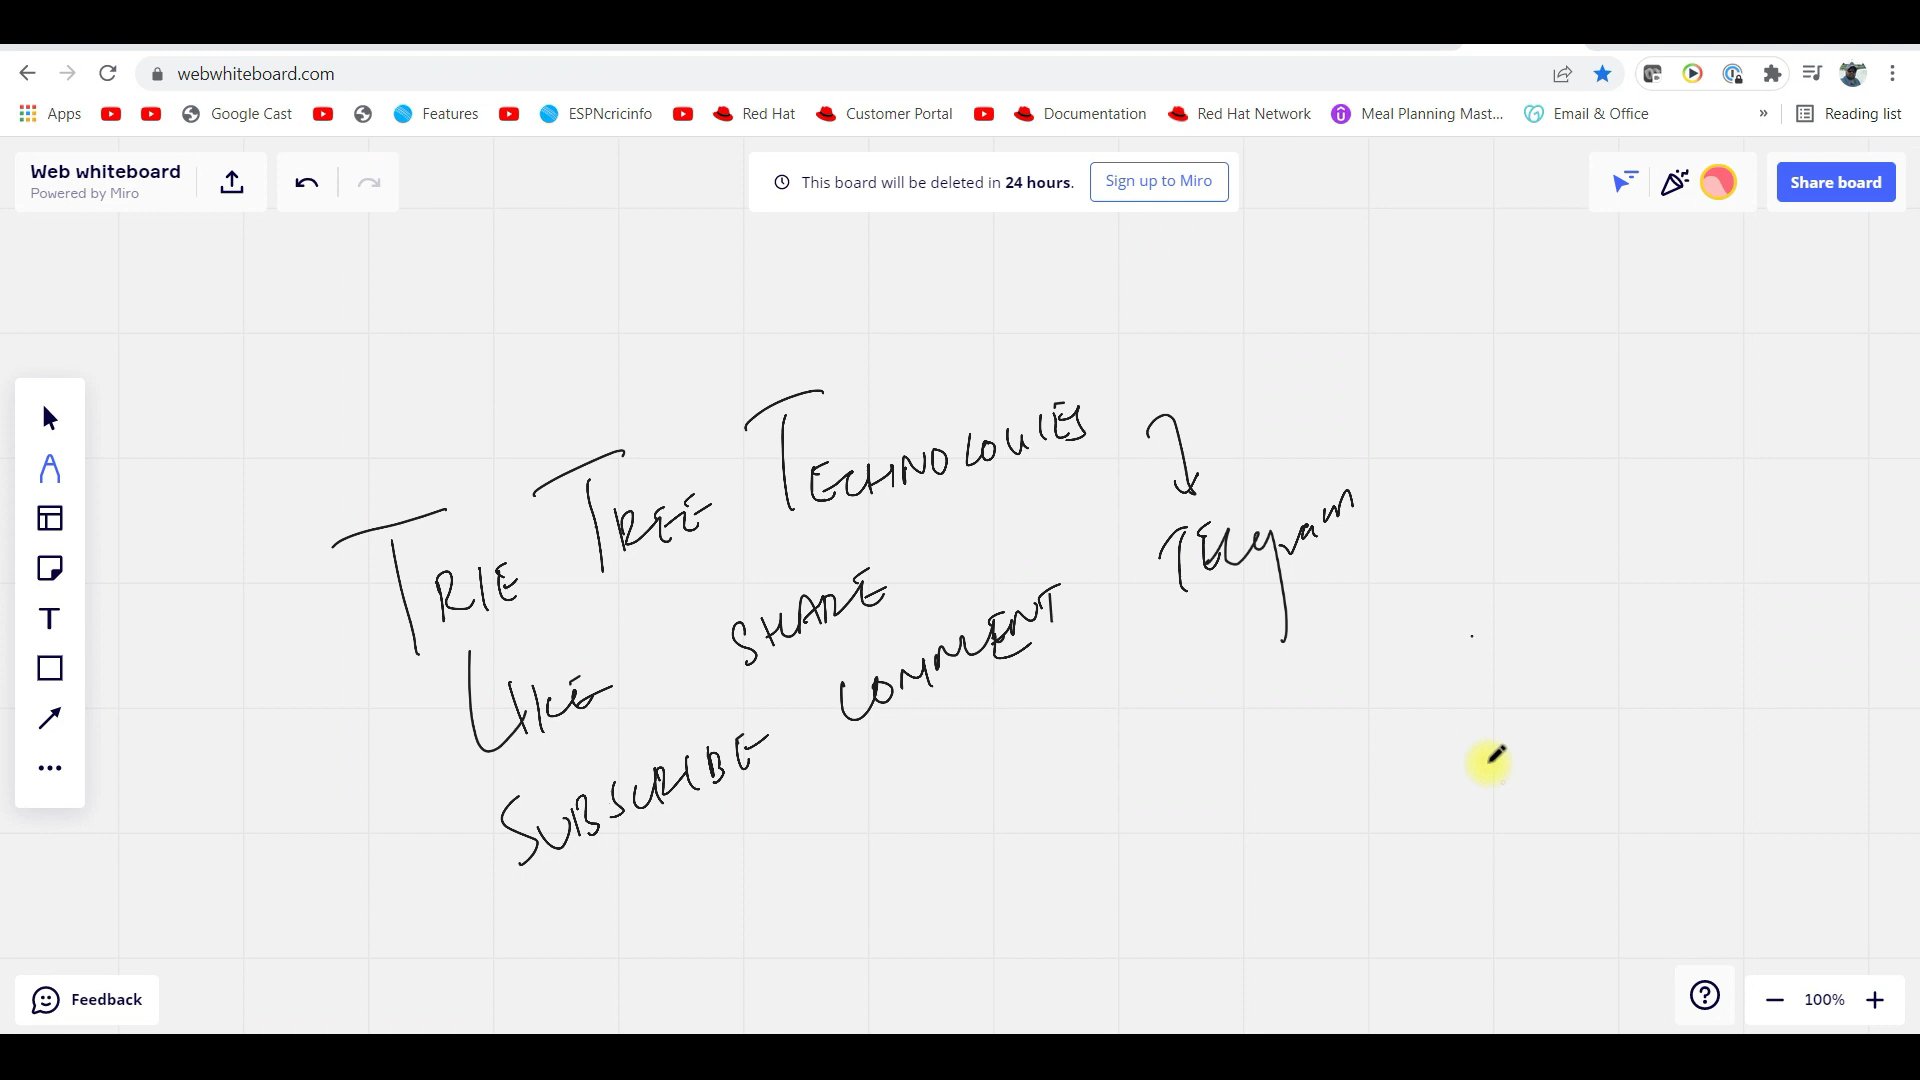 webwhiteboard.com
Apps Google Cast Features ESPNcricinfo Red Hat Customer Portal Documentation Red Hat Network Meal Planning Mast... Email & Office » Reading list
Web whiteboard
Powered by Miro
This board will be deleted in 24 hours. Sign up to Miro
Share board
TRIE TREE TECHNOLOGIES
TELegram
LIKE SHARE
SUBSCRIBE COMMENT
T
Feedback
100%